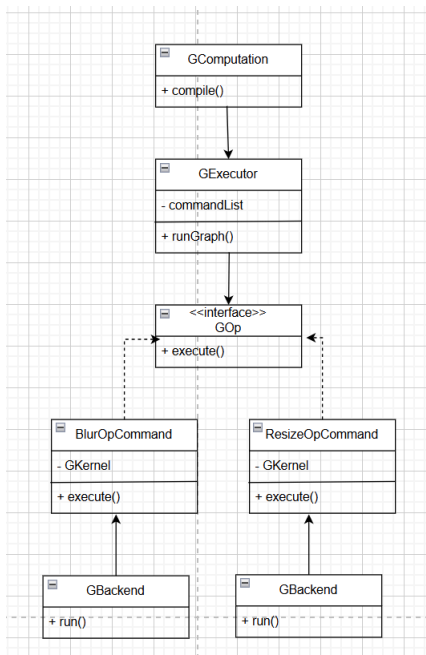 GComputation
+ compile()
GExecutor
- commandList
+ runGraph()
<<interface>>
GOp
+ execute()
BlurOpCommand
- GKernel
+ execute()
ResizeOpCommand
- GKernel
+ execute()
GBackend
+ run()
GBackend
+ run()